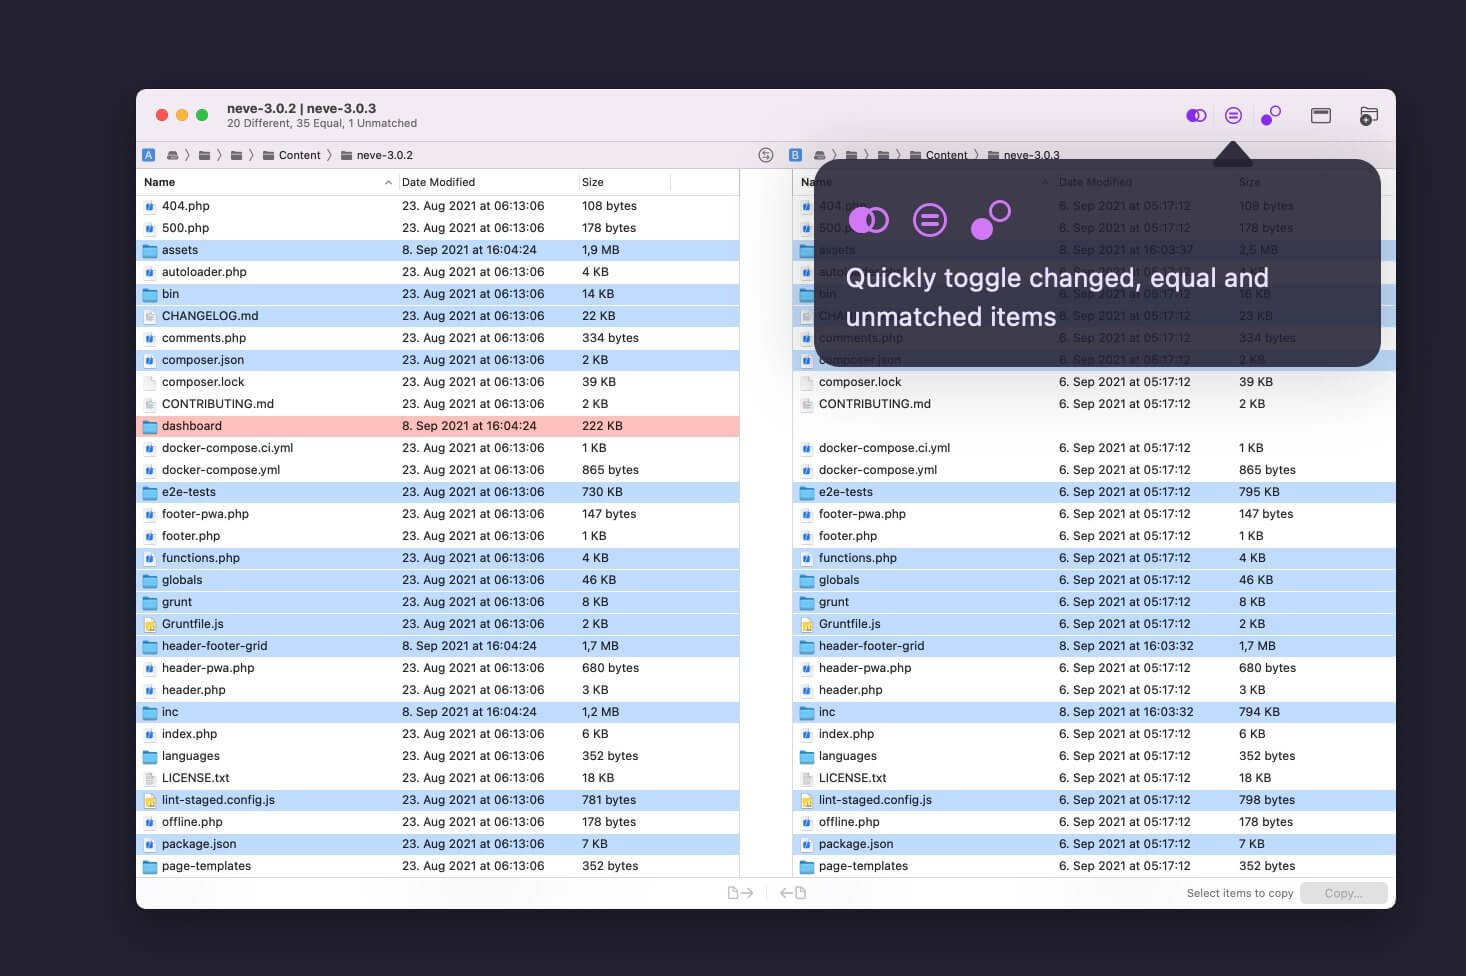 neve-3.0.2 | neve-3.0.3
20 Different, 35 Equal, 1 Unmatched
A 〉 〉 〉 Content 〉 neve-3.0.2 B 〉 〉 〉 Content 〉 neve-3.0.3
Name Date Modified Size Name Date Modified Size
404.php 23. Aug 2021 at 06:13:06 108 bytes 404.php 6. Sep 2021 at 05:17:12 108 bytes
500.php 23. Aug 2021 at 06:13:06 178 bytes 6. Sep 2021 at 05:17:12 178 bytes
assets 8. Sep 2021 at 16:04:24 1,9 MB assets 8. Sep 2021 at 16:03:37 2,5 MB
autoloader.php 23. Aug 2021 at 06:13:06 4 KB
Quickly toggle changed, equal and
bin 23. Aug 2021 at 06:13:06 14 KB bin 6. Sep 2021 at 05:17:12 16 KB
CHANGELOG.md 23. Aug 2021 at 06:13:06 22 KB 6. Sep 2021 at 05:17:12 23 KB
unmatched items
comments.php 23. Aug 2021 at 06:13:06 334 bytes comments.php 6. Sep 2021 at 05:17:12 334 bytes
composer.json 23. Aug 2021 at 06:13:06 2 KB composer.json 6. Sep 2021 at 05:17:12 2 KB
composer.lock 23. Aug 2021 at 06:13:06 39 KB composer.lock 6. Sep 2021 at 05:17:12 39 KB
CONTRIBUTING.md 23. Aug 2021 at 06:13:06 2 KB CONTRIBUTING.md 6. Sep 2021 at 05:17:12 2 KB
dashboard 8. Sep 2021 at 16:04:24 222 KB
docker-compose.ci.yml 23. Aug 2021 at 06:13:06 1 KB docker-compose.ci.yml 6. Sep 2021 at 05:17:12 1 KB
docker-compose.yml 23. Aug 2021 at 06:13:06 865 bytes docker-compose.yml 6. Sep 2021 at 05:17:12 865 bytes
e2e-tests 23. Aug 2021 at 06:13:06 730 KB e2e-tests 6. Sep 2021 at 05:17:12 795 KB
footer-pwa.php 23. Aug 2021 at 06:13:06 147 bytes footer-pwa.php 6. Sep 2021 at 05:17:12 147 bytes
footer.php 23. Aug 2021 at 06:13:06 1 KB footer.php 6. Sep 2021 at 05:17:12 1 KB
functions.php 23. Aug 2021 at 06:13:06 4 KB functions.php 6. Sep 2021 at 05:17:12 4 KB
globals 23. Aug 2021 at 06:13:06 46 KB globals 6. Sep 2021 at 05:17:12 46 KB
grunt 23. Aug 2021 at 06:13:06 8 KB grunt 6. Sep 2021 at 05:17:12 8 KB
Gruntfile.js 23. Aug 2021 at 06:13:06 2 KB Gruntfile.js 6. Sep 2021 at 05:17:12 2 KB
header-footer-grid 8. Sep 2021 at 16:04:24 1,7 MB header-footer-grid 8. Sep 2021 at 16:03:32 1,7 MB
header-pwa.php 23. Aug 2021 at 06:13:06 680 bytes header-pwa.php 6. Sep 2021 at 05:17:12 680 bytes
header.php 23. Aug 2021 at 06:13:06 3 KB header.php 6. Sep 2021 at 05:17:12 3 KB
inc 8. Sep 2021 at 16:04:24 1,2 MB inc 8. Sep 2021 at 16:03:32 794 KB
index.php 23. Aug 2021 at 06:13:06 6 KB index.php 6. Sep 2021 at 05:17:12 6 KB
languages 23. Aug 2021 at 06:13:06 352 bytes languages 6. Sep 2021 at 05:17:12 352 bytes
LICENSE.txt 23. Aug 2021 at 06:13:06 18 KB LICENSE.txt 6. Sep 2021 at 05:17:12 18 KB
lint-staged.config.js 23. Aug 2021 at 06:13:06 781 bytes lint-staged.config.js 6. Sep 2021 at 05:17:12 798 bytes
offline.php 23. Aug 2021 at 06:13:06 178 bytes offline.php 6. Sep 2021 at 05:17:12 178 bytes
package.json 23. Aug 2021 at 06:13:06 7 KB package.json 6. Sep 2021 at 05:17:12 7 KB
page-templates 23. Aug 2021 at 06:13:06 352 bytes page-templates 6. Sep 2021 at 05:17:12 352 bytes
Select items to copy Copy...